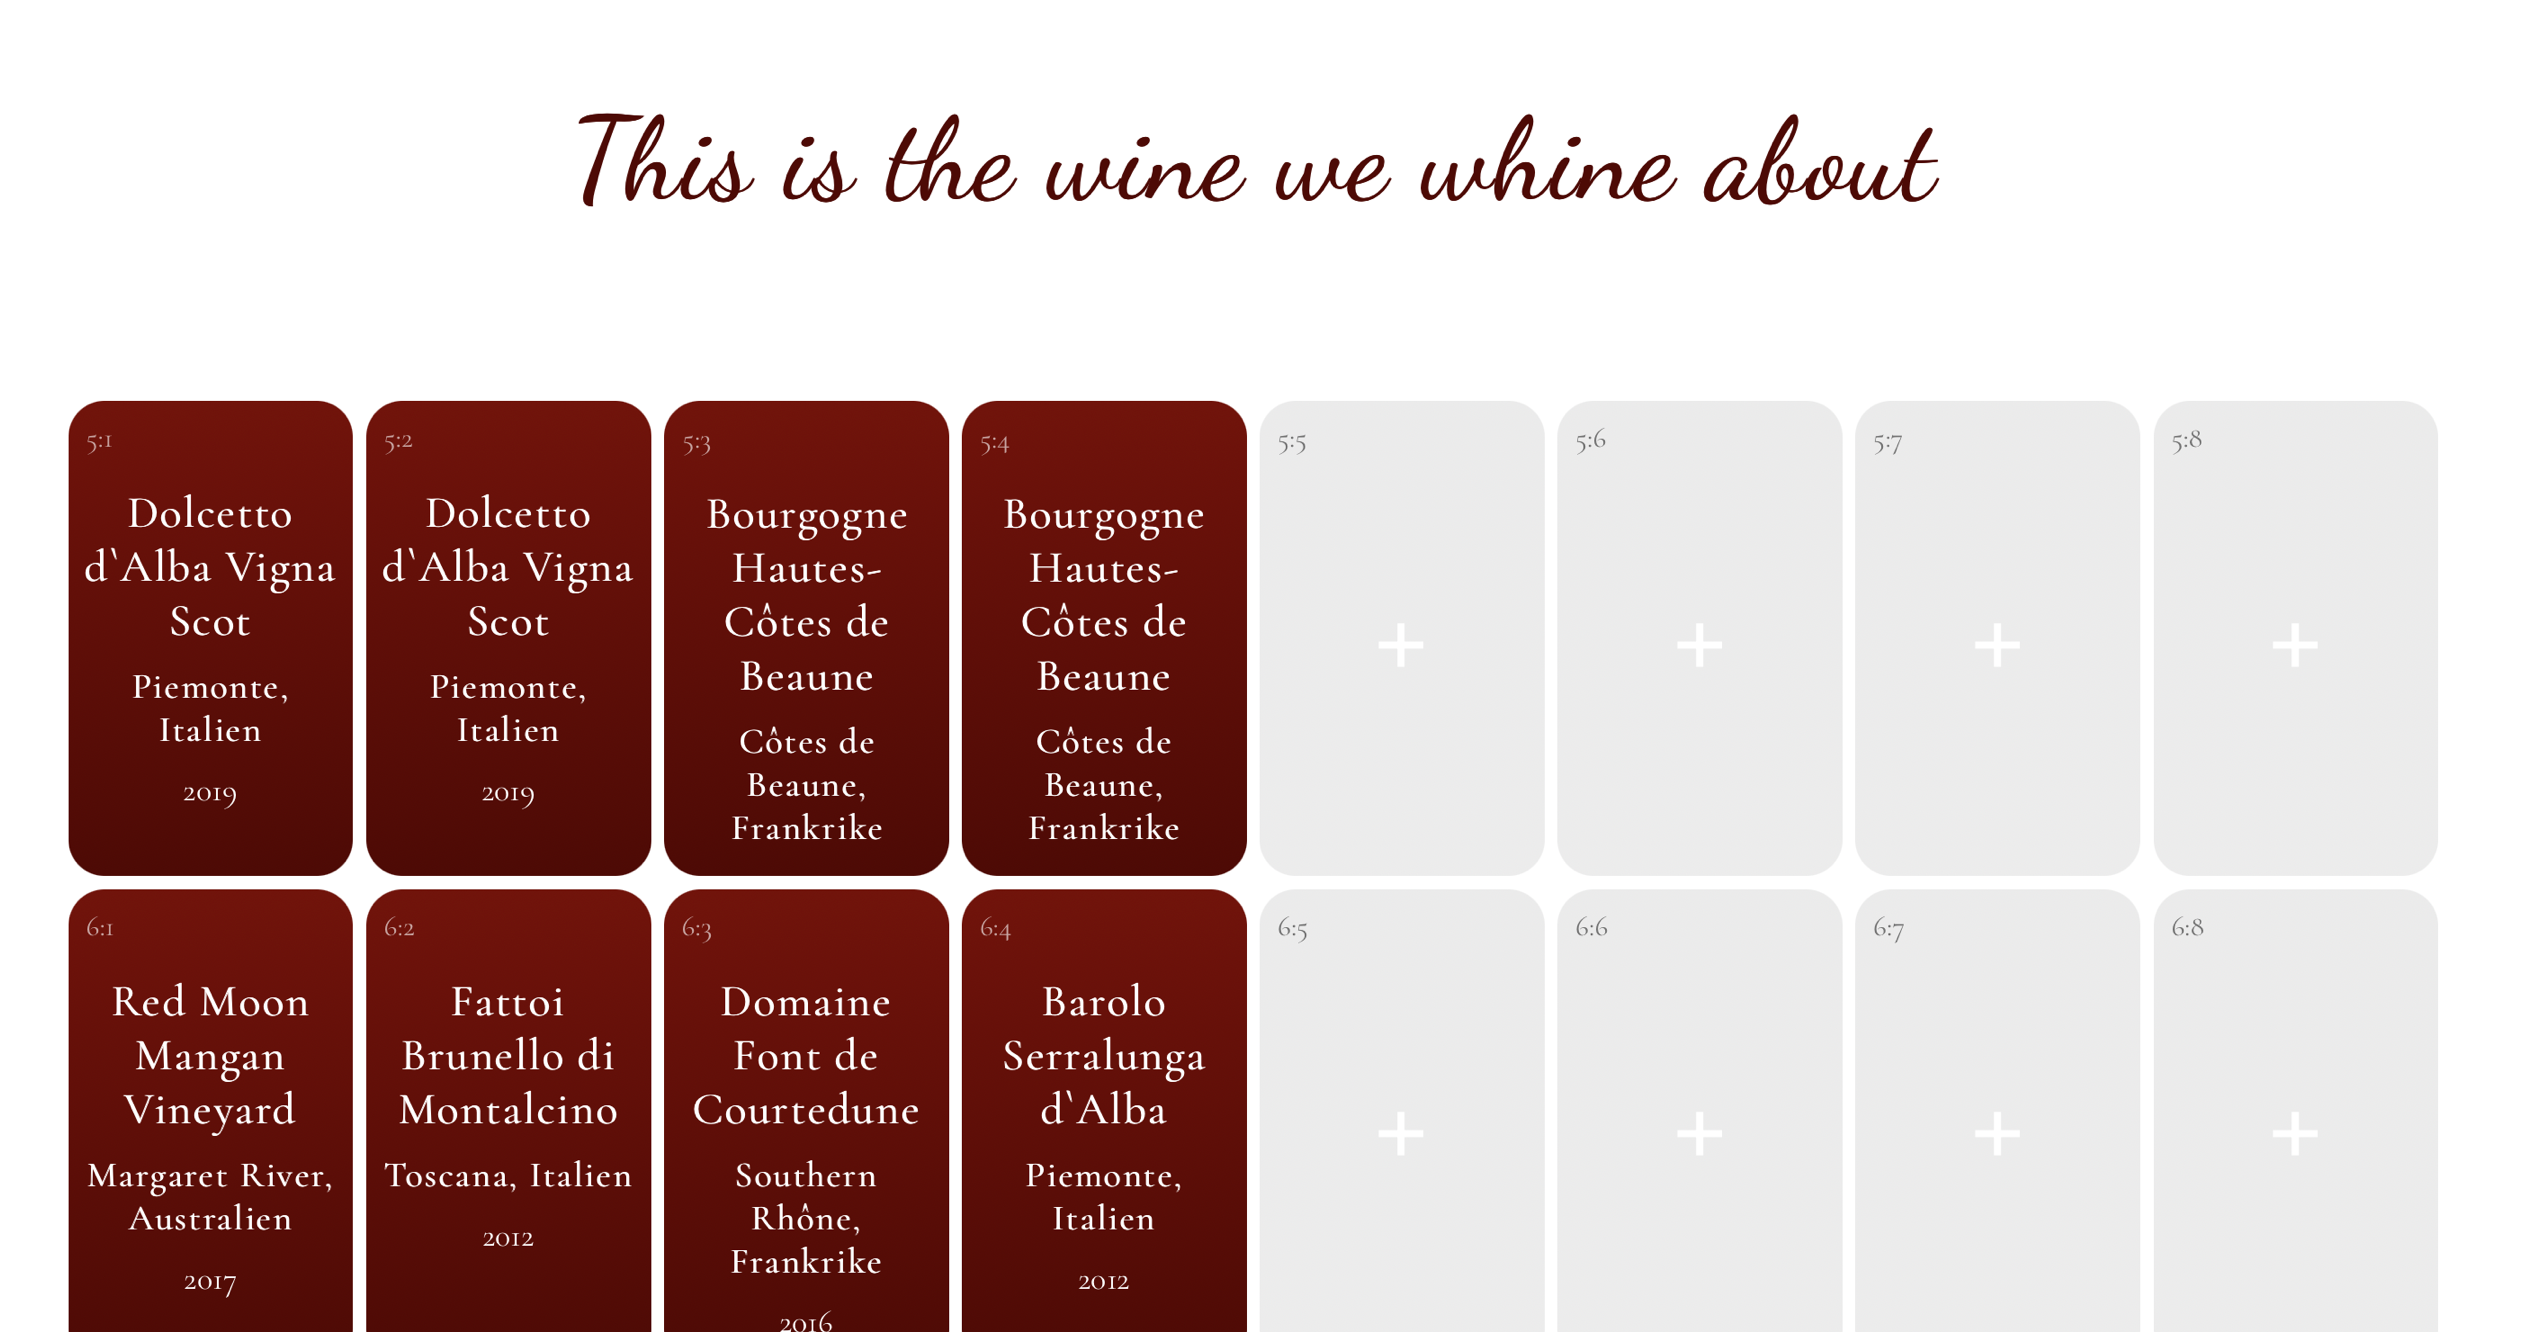 This is the wine we whine about
5:1
Dolcetto
d‛Alba Vigna
Scot
Piemonte,
Italien
2019
5:2
Dolcetto
d‛Alba Vigna
Scot
Piemonte,
Italien
2019
5:3
Bourgogne
Hautes-
Côtes de
Beaune
Côtes de
Beaune,
Frankrike
5:4
Bourgogne
Hautes-
Côtes de
Beaune
Côtes de
Beaune,
Frankrike
5:5
+
5:6
+
5:7
+
5:8
+
6:1
Red Moon
Mangan
Vineyard
Margaret River,
Australien
2017
6:2
Fattoi
Brunello di
Montalcino
Toscana, Italien
2012
6:3
Domaine
Font de
Courtedune
Southern
Rhône,
Frankrike
2016
6:4
Barolo
Serralunga
d‛Alba
Piemonte,
Italien
2012
6:5
+
6:6
+
6:7
+
6:8
+